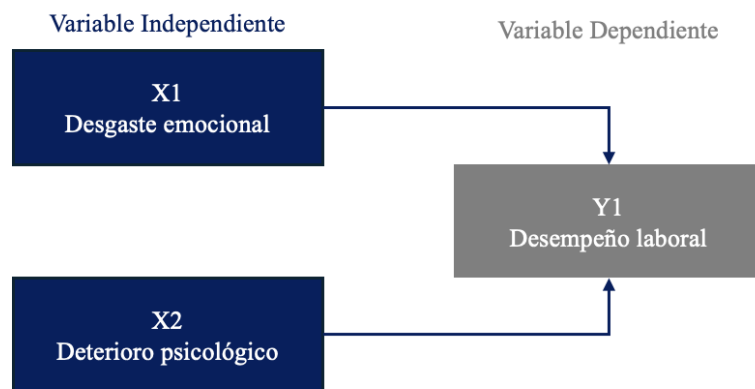 Variable Independiente
Variable Dependiente
X1
Desgaste emocional
Y1
Desempeño laboral
X2
Deterioro psicológico